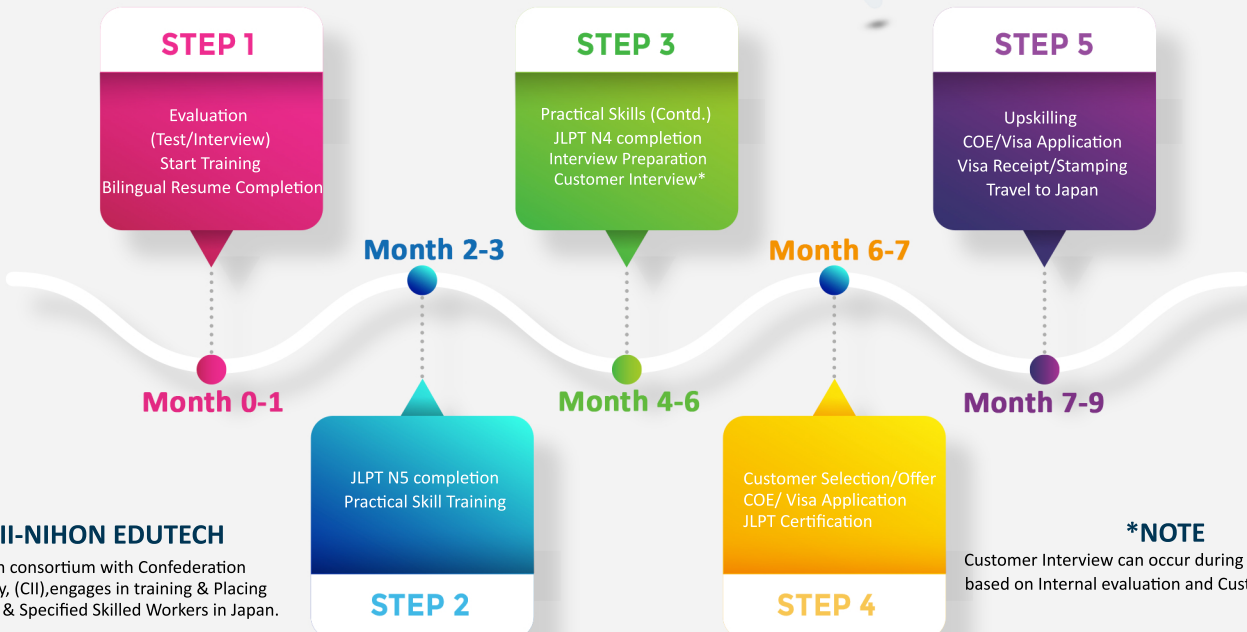 STEP 1
Evaluation
(Test/Interview)
Start Training
Bilingual Resume Completion
Month 0-1
Month 2-3
JLPT N5 completion
Practical Skill Training
STEP 2
STEP 3
Practical Skills (Contd.)
JLPT N4 completion
Interview Preparation
Customer Interview*
Month 4-6
Month 6-7
Customer Selection/Offer
COE/ Visa Application
JLPT Certification
STEP 4
STEP 5
Upskilling
COE/Visa Application
Visa Receipt/Stamping
Travel to Japan
Month 7-9
II-NIHON EDUTECH
consortium with Confederation
(CII),engages in training & Placing
& Specified Skilled Workers in Japan.
*NOTE
Customer Interview can occur during
based on Internal evaluation and